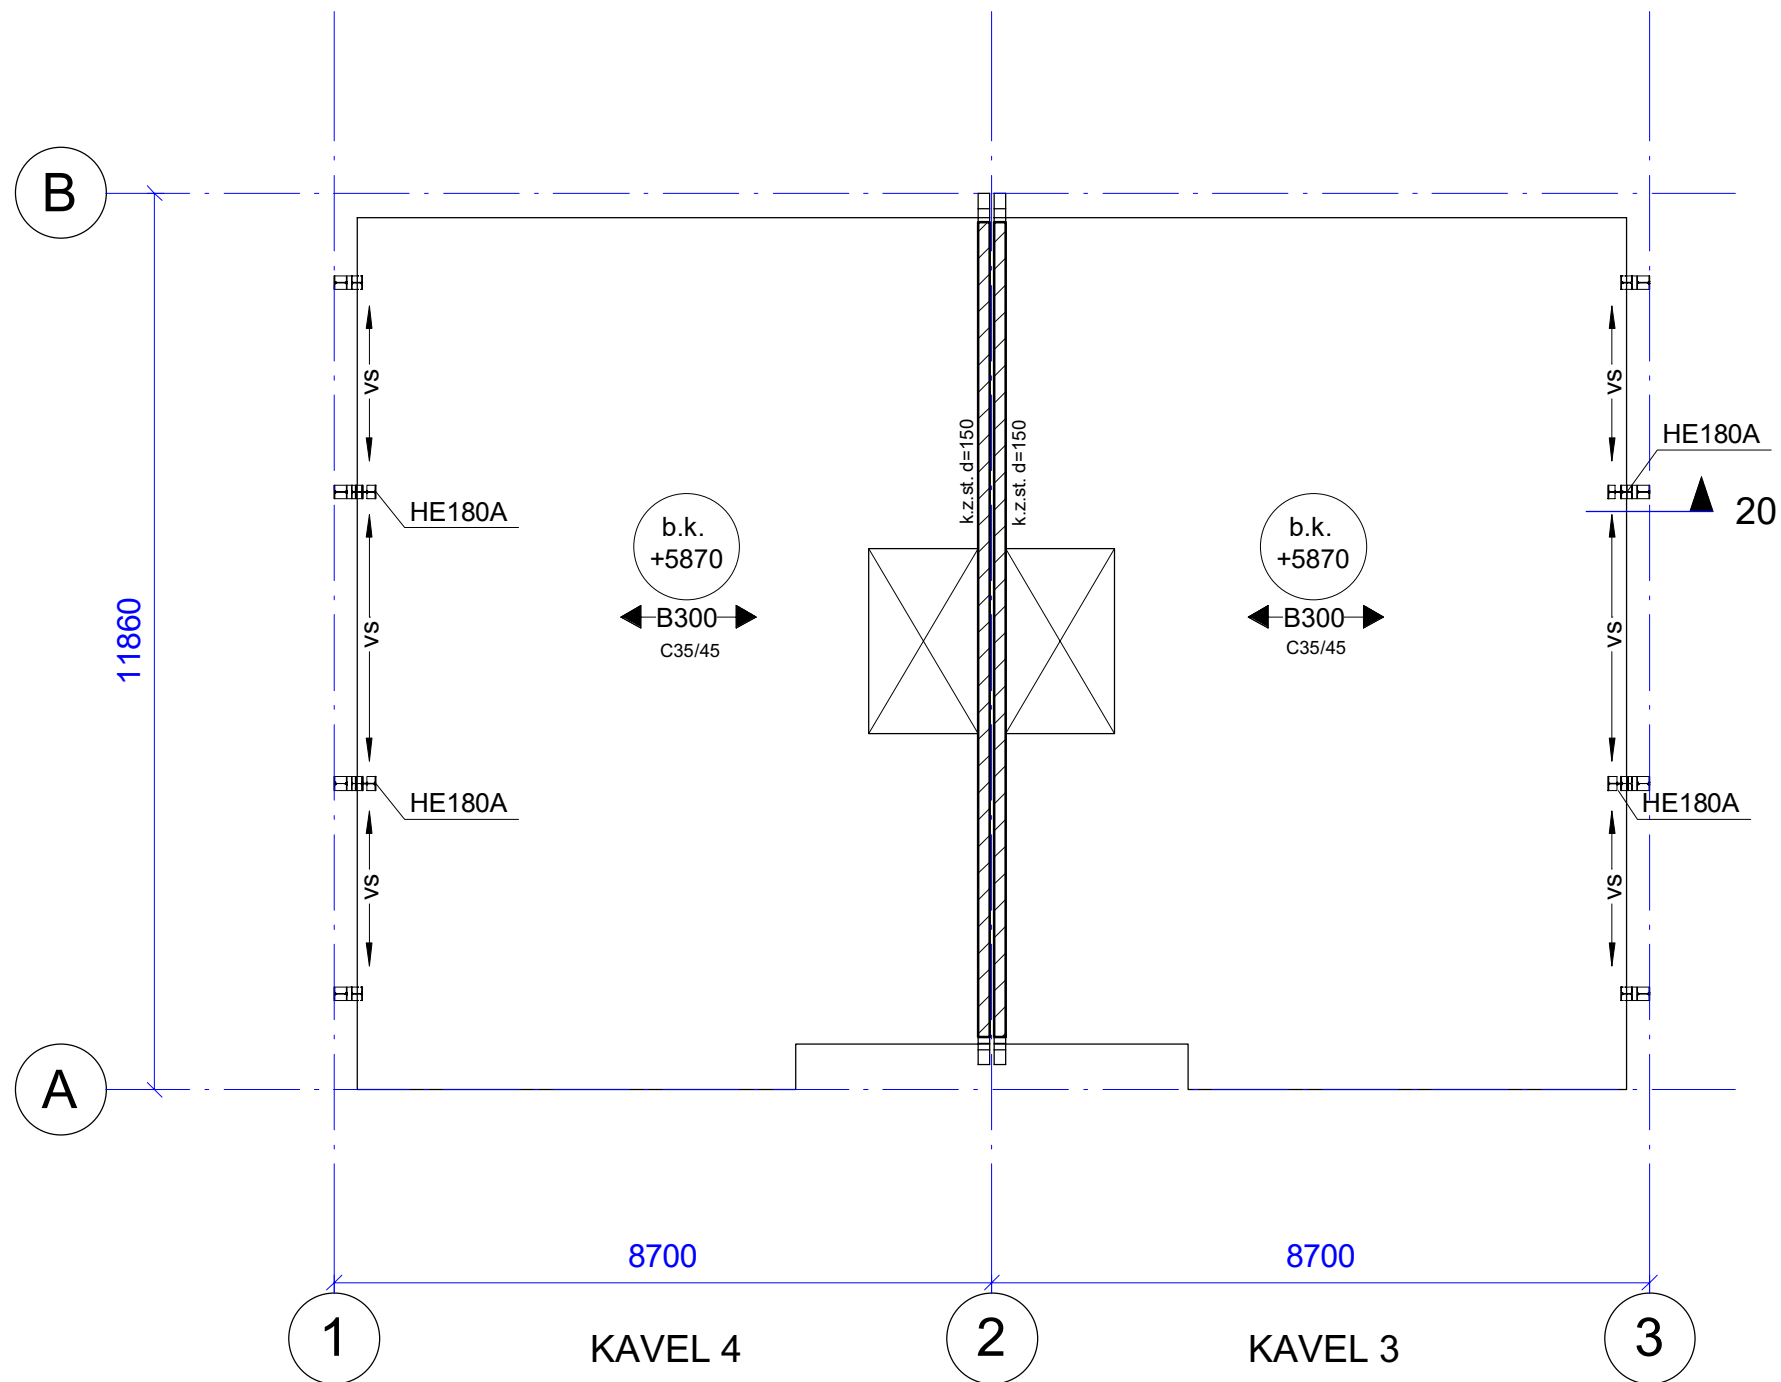 B
vs
vs
HE180A
k.z.st. d=150
k.z.st. d=150
HE180A
20
b.k.
+5870
B300
C35/45
b.k.
+5870
B300
C35/45
11860
vs
vs
HE180A
HE180A
vs
vs
A
8700
8700
1
KAVEL 4
2
KAVEL 3
3